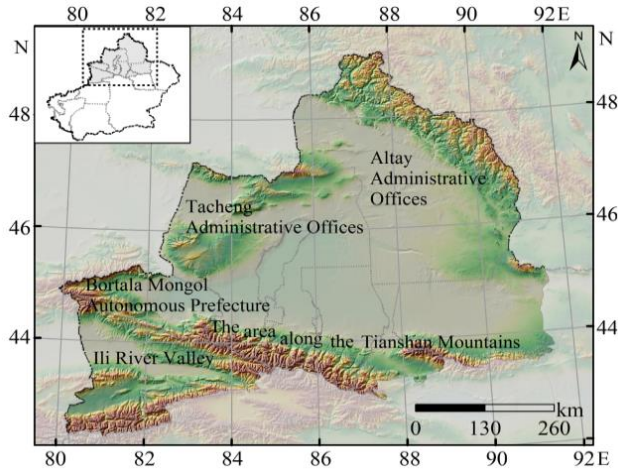 80 82 84 86 88 90 92 E
N
N
N
48
48
Altay
Administrative
Offices
Tacheng
Administrative Offices
46
46
Bortala Mongol
Autonomous Prefecture
44
44
The area along the Tianshan Mountains
Ili River Valley
km
0 130 260
80 82 84 86 88 90 92 E